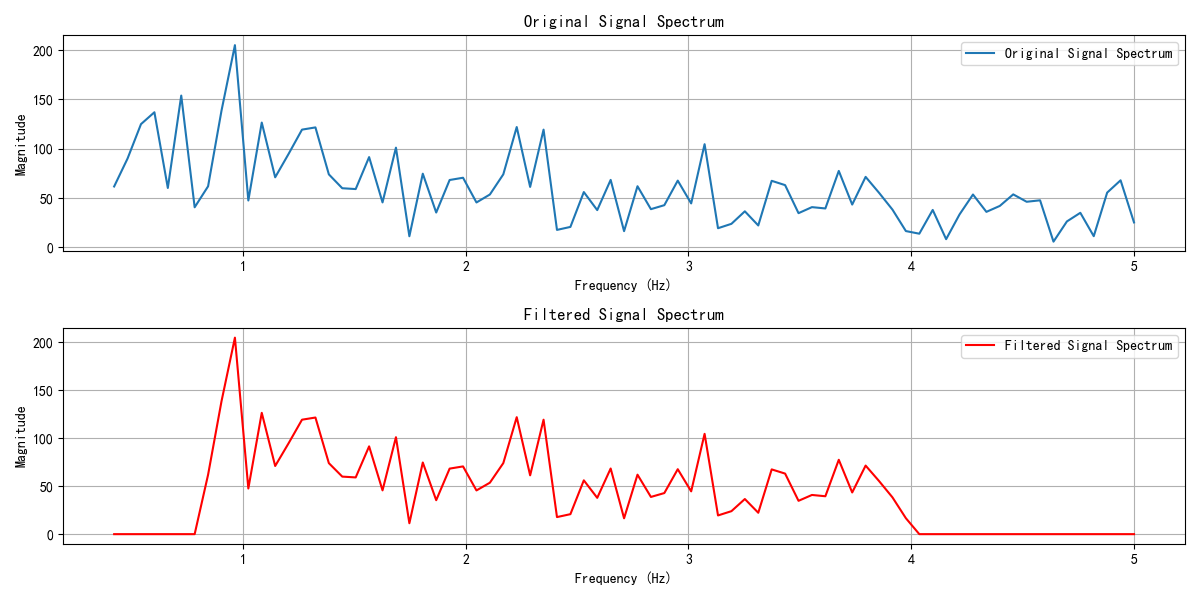 Original Signal Spectrum
Original Signal Spectrum
Magnitude
200
150
100
50
0
1 2 3 4 5
Frequency (Hz)
Filtered Signal Spectrum
Filtered Signal Spectrum
Magnitude
200
150
100
50
0
1 2 3 4 5
Frequency (Hz)